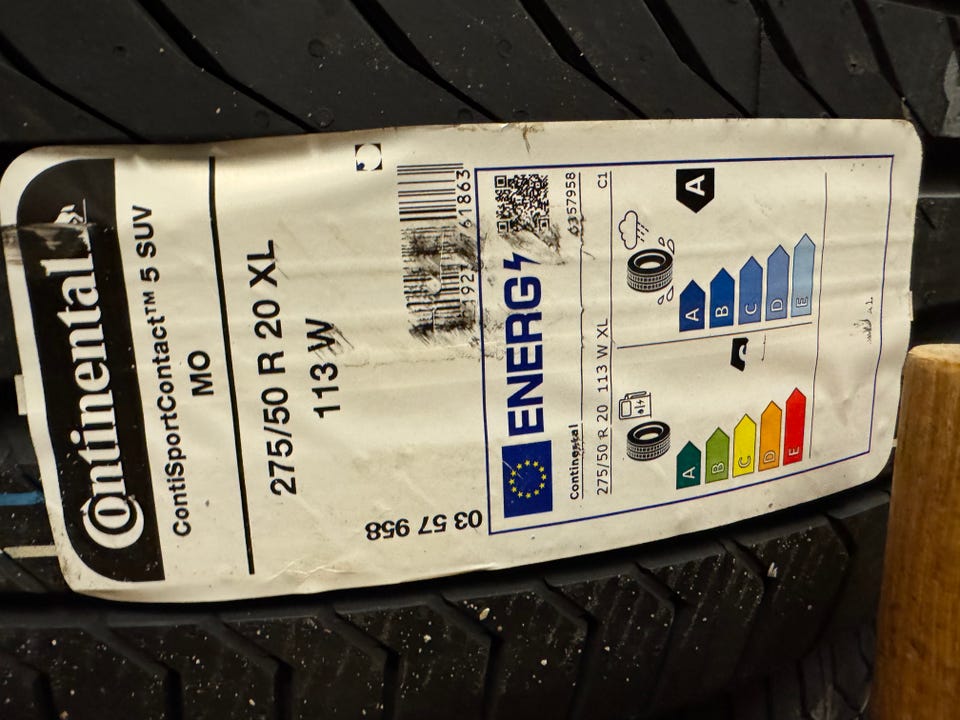 Continental
ContiSportContact™ 5 SUV
MO
275/50 R 20 XL
113 W
03 57 958
ENERG
Continental
6357958
275/50 R 20 113 W XL
C1
A
B
C
D
E
A
B
C
D
E
A